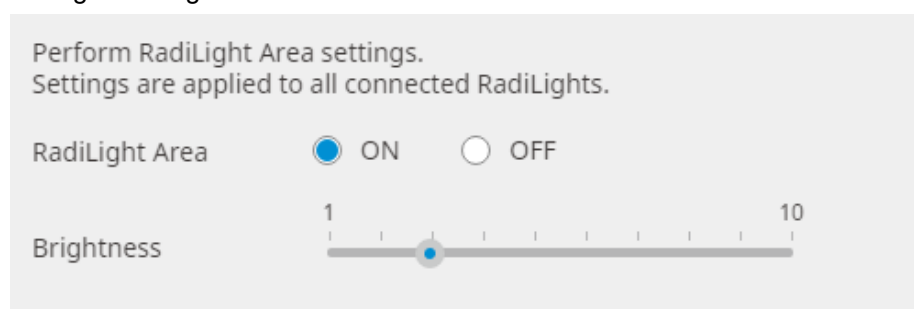 Perform RadiLight Area settings.
Settings are applied to all connected RadiLights.
RadiLight Area ON OFF
1 10
Brightness